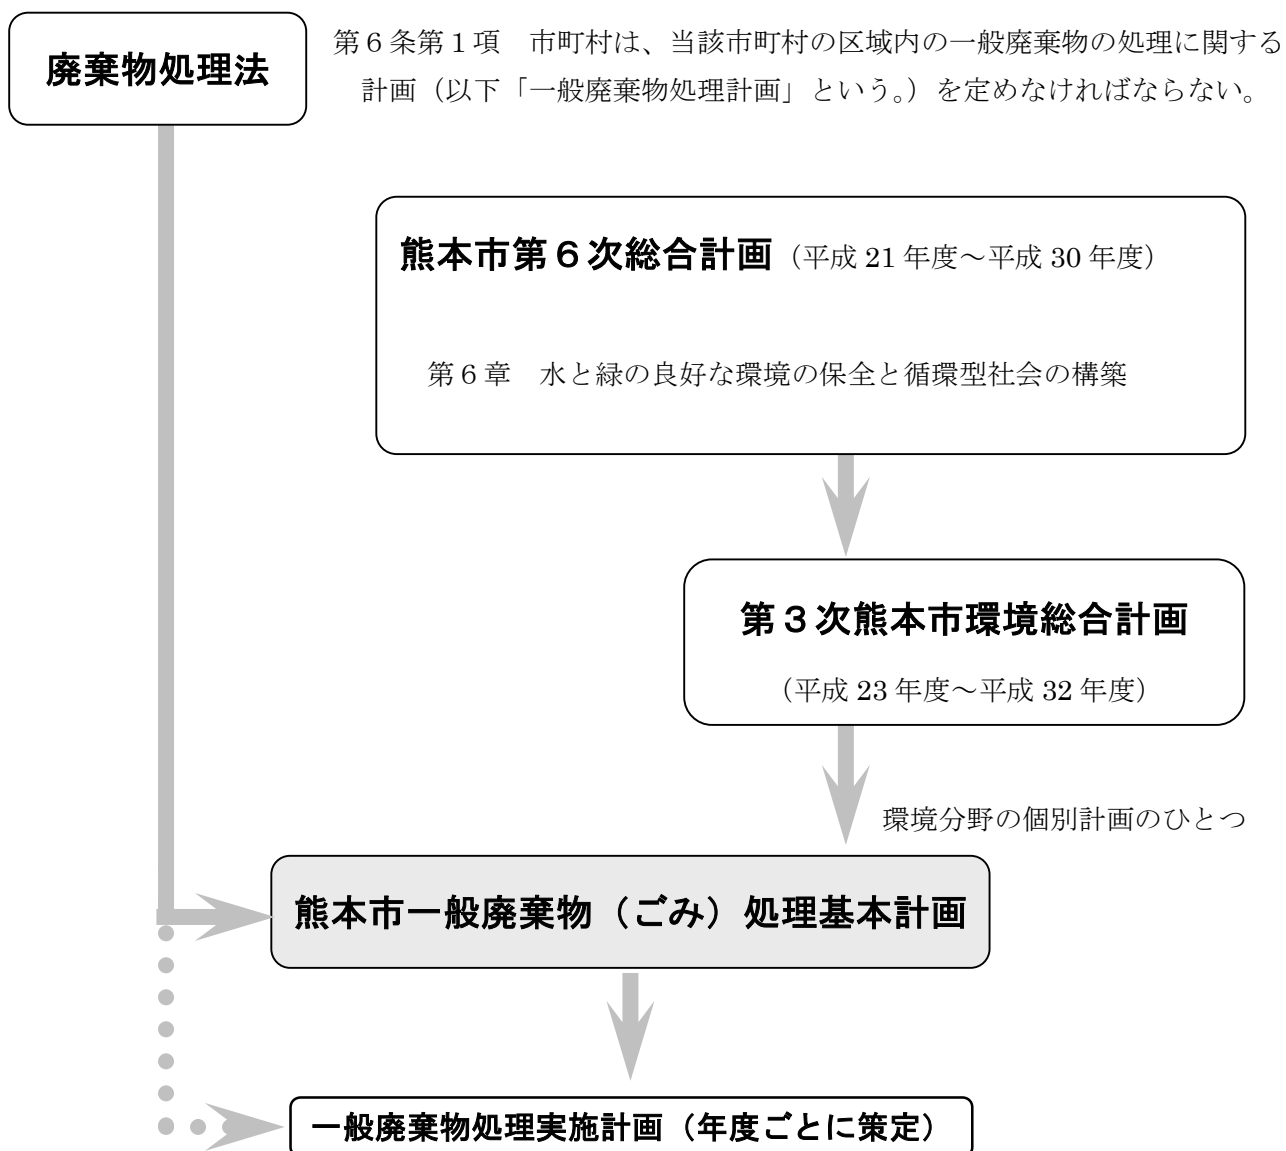 廃棄物処理法
第６条第１項　市町村は、当該市町村の区域内の一般廃棄物の処理に関する
計画（以下「一般廃棄物処理計画」という。）を定めなければならない。
熊本市第６次総合計画（平成 21 年度～平成 30 年度）
第６章　水と緑の良好な環境の保全と循環型社会の構築
第３次熊本市環境総合計画
（平成 23 年度～平成 32 年度）
環境分野の個別計画のひとつ
熊本市一般廃棄物（ごみ）処理基本計画
一般廃棄物処理実施計画（年度ごとに策定）